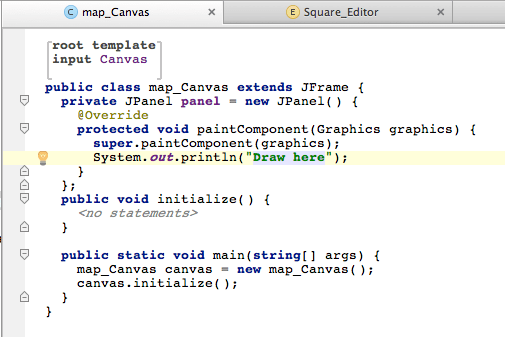 C map_Canvas × E Square_Editor ×
root template
input Canvas
public class map_Canvas extends JFrame {
private JPanel panel = new JPanel() {
@Override
protected void paintComponent(Graphics graphics) {
super.paintComponent(graphics);
System.out.println("Draw here");
}
};
public void initialize() {
<no statements>
}
public static void main(string[] args) {
map_Canvas canvas = new map_Canvas();
canvas.initialize();
}
}